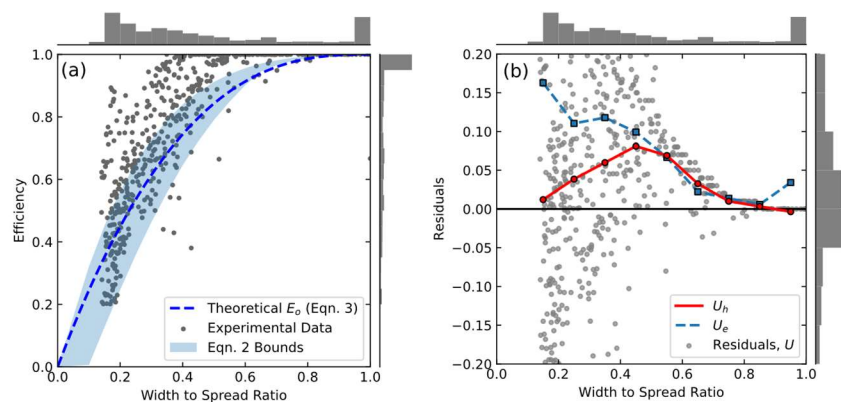 (a)
1.0
0.8
0.6
0.4
0.2
0.0
Efficiency
Theoretical E_o (Eqn. 3)
Experimental Data
Eqn. 2 Bounds
0.0 0.2 0.4 0.6 0.8 1.0
Width to Spread Ratio
(b)
0.20
0.15
0.10
0.05
0.00
−0.05
−0.10
−0.15
−0.20
Residuals
U_h
U_e
Residuals, U
0.0 0.2 0.4 0.6 0.8 1.0
Width to Spread Ratio